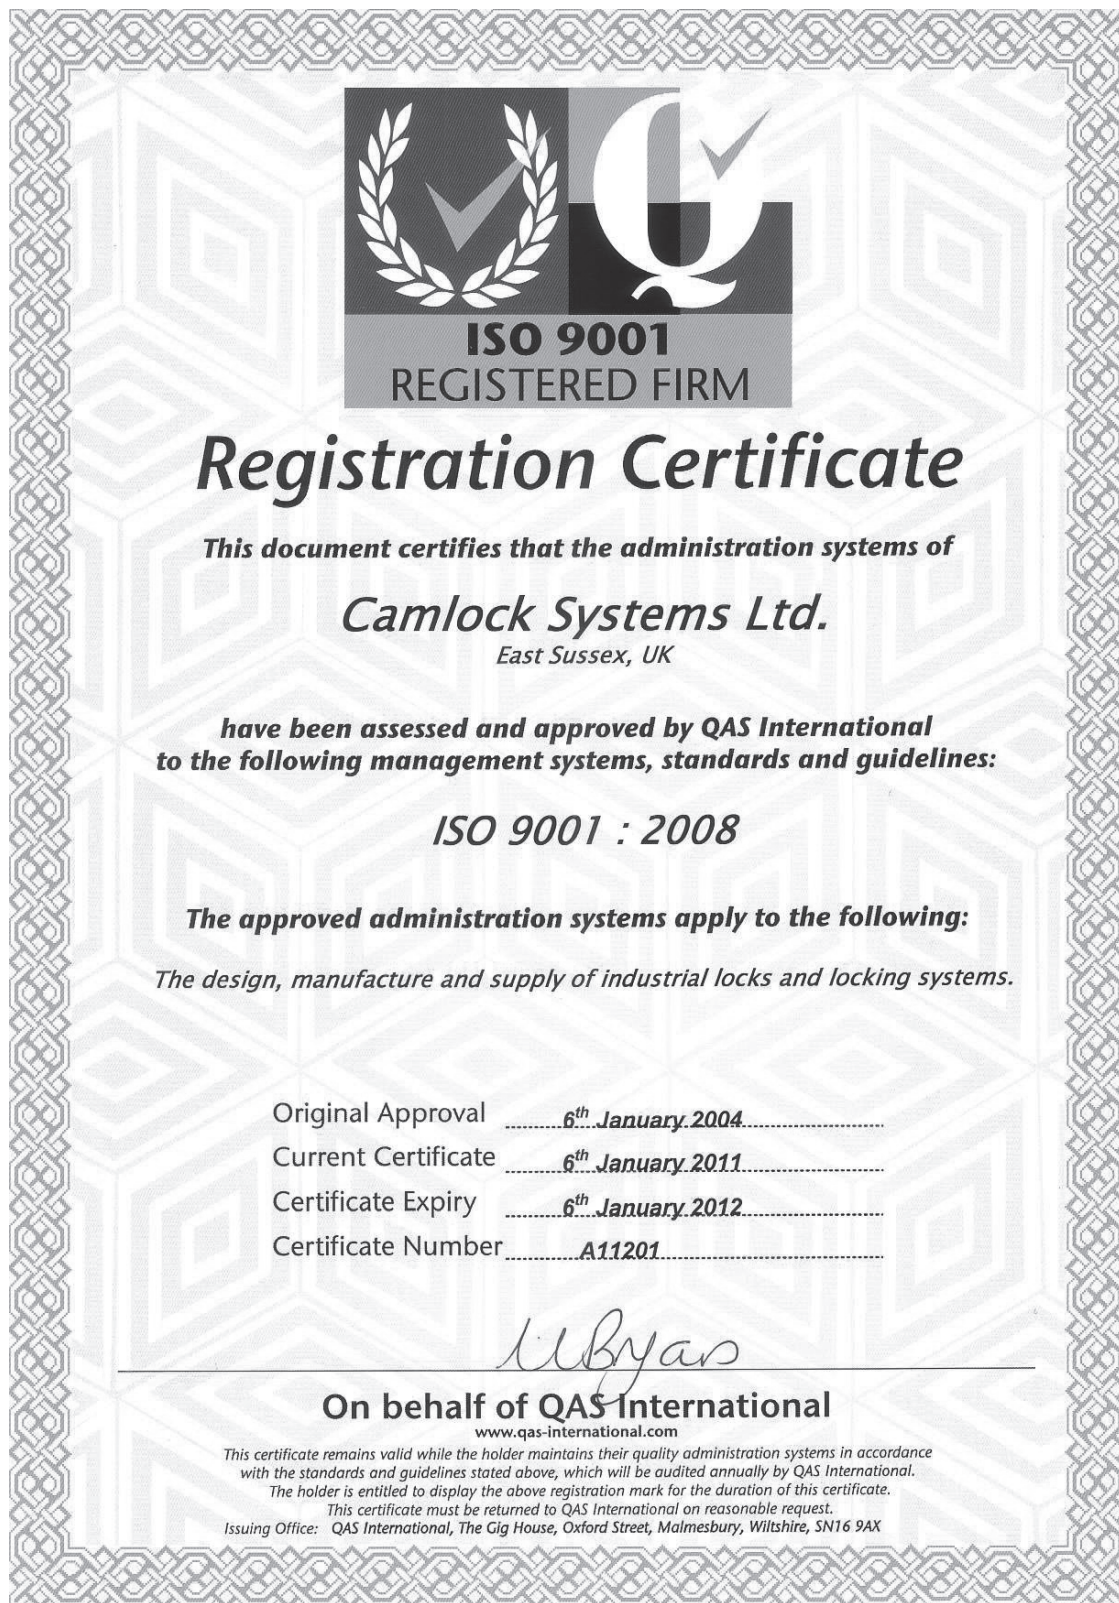 ISO 9001
REGISTERED FIRM
Registration Certificate
This document certifies that the administration systems of
Camlock Systems Ltd.
East Sussex, UK
have been assessed and approved by QAS International
to the following management systems, standards and guidelines:
ISO 9001 : 2008
The approved administration systems apply to the following:
The design, manufacture and supply of industrial locks and locking systems.
Original Approval 6th January 2004
Current Certificate 6th January 2011
Certificate Expiry 6th January 2012
Certificate Number A11201
On behalf of QAS International
www.qas-international.com
This certificate remains valid while the holder maintains their quality administration systems in accordance
with the standards and guidelines stated above, which will be audited annually by QAS International.
The holder is entitled to display the above registration mark for the duration of this certificate.
This certificate must be returned to QAS International on reasonable request.
Issuing Office: QAS International, The Gig House, Oxford Street, Malmesbury, Wiltshire, SN16 9AX